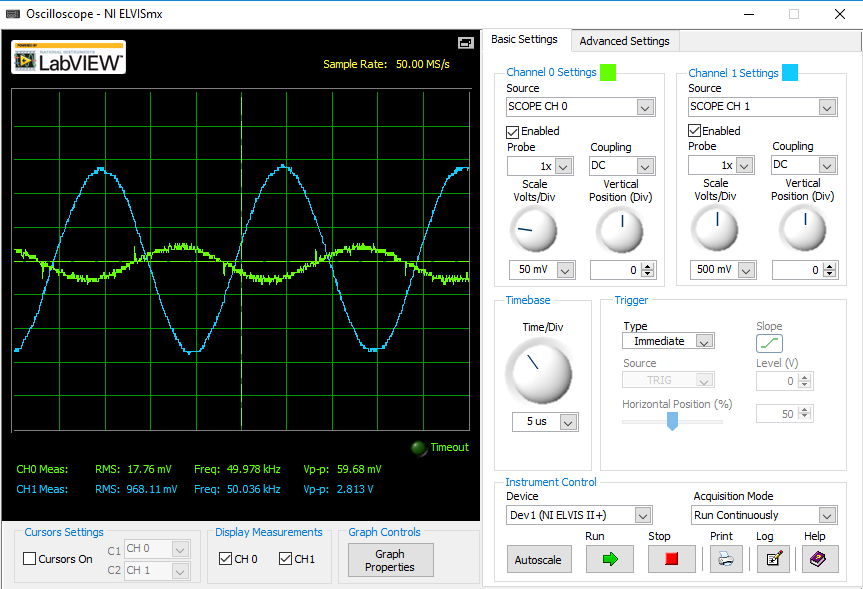 Oscilloscope - NI ELVISmx
POWERED BY
NATIONAL INSTRUMENTS
LabVIEW™
Sample Rate: 50.00 MS/s
Timeout
CH0 Meas: RMS: 17.76 mV Freq: 49.978 kHz Vp-p: 59.68 mV
CH1 Meas: RMS: 968.11 mV Freq: 50.036 kHz Vp-p: 2.813 V
Cursors Settings
Cursors On
C1 CH 0
C2 CH 1
Display Measurements
CH 0 CH1
Graph Controls
Graph
Properties
Basic Settings Advanced Settings
Channel 0 Settings
Source
SCOPE CH 0
Enabled
Probe Coupling
1x DC
Scale Vertical
Volts/Div Position (Div)
50 mV 0
Channel 1 Settings
Source
SCOPE CH 1
Enabled
Probe Coupling
1x DC
Scale Vertical
Volts/Div Position (Div)
500 mV 0
Timebase
Time/Div
5 us
Trigger
Type
Immediate
Slope
Source
TRIG
Level (V)
0
Horizontal Position (%)
50
Instrument Control
Device
Dev1 (NI ELVIS II+)
Acquisition Mode
Run Continuously
Run Stop Print Log Help
Autoscale